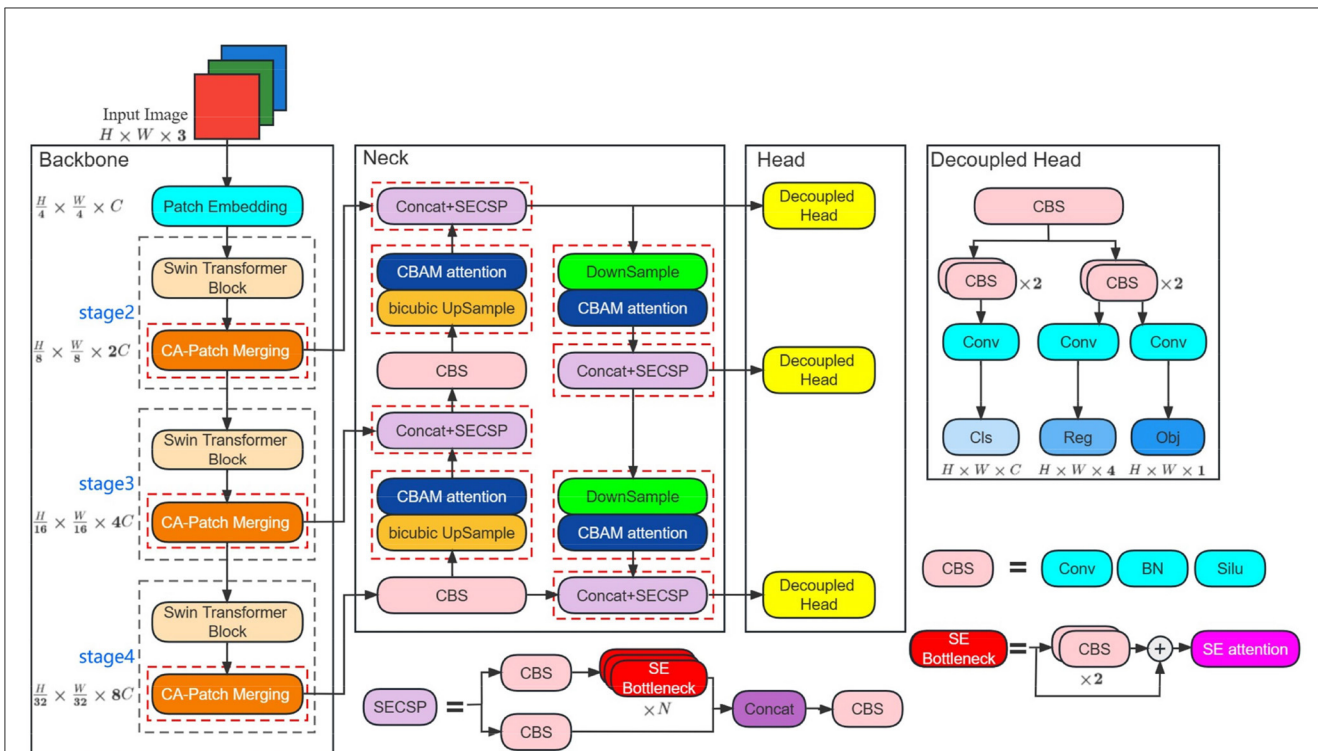 Input Image
H × W × 3
Backbone
H/4 × W/4 × C
Patch Embedding
Swin Transformer
Block
stage2
H/8 × W/8 × 2C
CA-Patch Merging
Swin Transformer
Block
stage3
H/16 × W/16 × 4C
CA-Patch Merging
Swin Transformer
Block
stage4
H/32 × W/32 × 8C
CA-Patch Merging
Neck
Concat+SECSP
CBAM attention
bicubic UpSample
CBS
Concat+SECSP
CBAM attention
bicubic UpSample
CBS
DownSample
CBAM attention
Concat+SECSP
DownSample
CBAM attention
Concat+SECSP
Head
Decoupled
Head
Decoupled
Head
Decoupled
Head
Decoupled Head
CBS
CBS ×2
CBS ×2
Conv
Conv
Conv
Cls
Reg
Obj
H × W × C
H × W × 4
H × W × 1
CBS = Conv BN Silu
SE
Bottleneck
=
CBS
×2
+
SE attention
SECSP =
CBS
SE
Bottleneck
×N
CBS
Concat
CBS